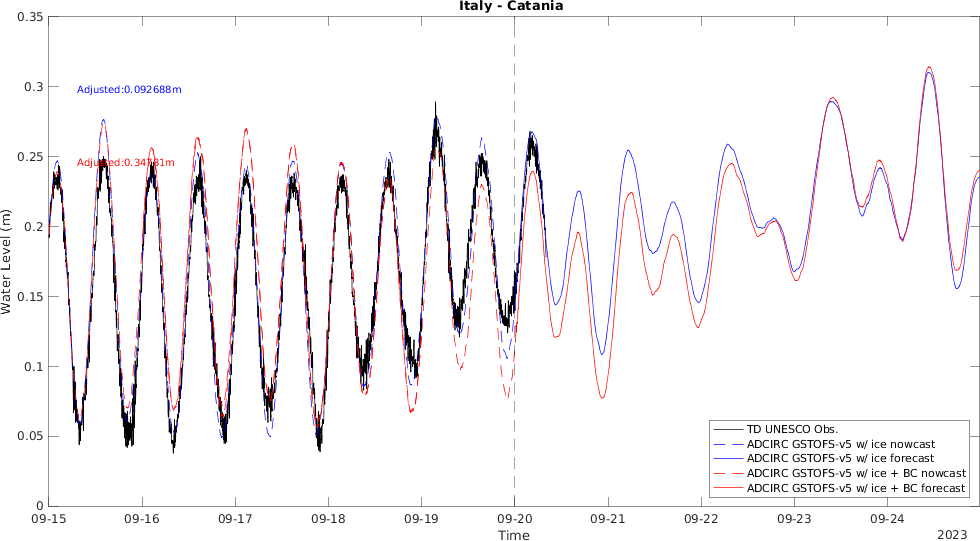 Italy - Catania
0.35
0.3
0.25
0.2
0.15
0.1
0.05
0
Water Level (m)
Adjusted:0.092688m
TD UNESCO Obs.
ADCIRC GSTOFS-v5 w/ ice nowcast
ADCIRC GSTOFS-v5 w/ ice forecast
ADCIRC GSTOFS-v5 w/ ice + BC nowcast
ADCIRC GSTOFS-v5 w/ ice + BC forecast
09-15 09-16 09-17 09-18 09-19 09-20 09-21 09-22 09-23 09-24
Time
2023